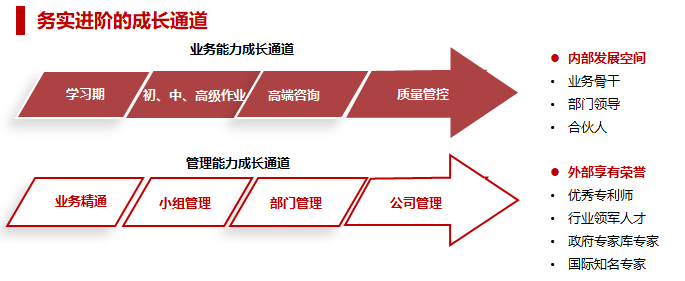 务实进阶的成长通道
业务能力成长通道
学习期
初、中、高级作业
高端咨询
质量管控
管理能力成长通道
业务精通
小组管理
部门管理
公司管理
● 内部发展空间
• 业务骨干
• 部门领导
• 合伙人
● 外部享有荣誉
• 优秀专利师
• 行业领军人才
• 政府专家库专家
• 国际知名专家